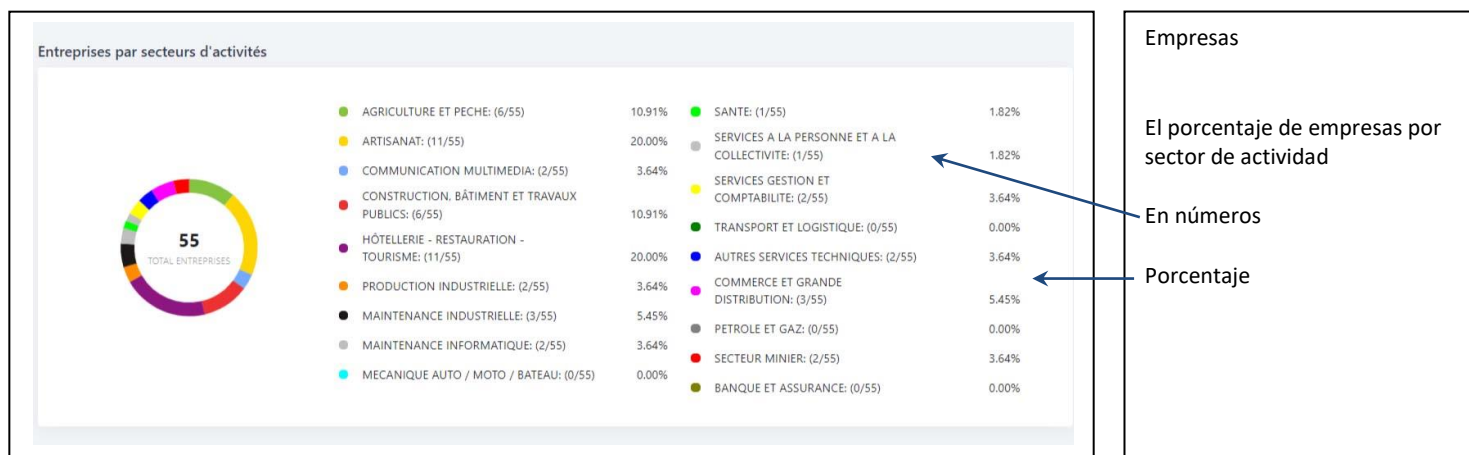 Entreprises par secteurs d'activités
55
TOTAL ENTREPRISES
AGRICULTURE ET PECHE: (6/55) 10.91%
ARTISANAT: (11/55) 20.00%
COMMUNICATION MULTIMEDIA: (2/55) 3.64%
CONSTRUCTION, BÂTIMENT ET TRAVAUX
PUBLICS: (6/55) 10.91%
HÔTELLERIE - RESTAURATION -
TOURISME: (11/55) 20.00%
PRODUCTION INDUSTRIELLE: (2/55) 3.64%
MAINTENANCE INDUSTRIELLE: (3/55) 5.45%
MAINTENANCE INFORMATIQUE: (2/55) 3.64%
MECANIQUE AUTO / MOTO / BATEAU: (0/55) 0.00%
SANTE: (1/55) 1.82%
SERVICES A LA PERSONNE ET A LA
COLLECTIVITE: (1/55) 1.82%
SERVICES GESTION ET
COMPTABILITE: (2/55) 3.64%
TRANSPORT ET LOGISTIQUE: (0/55) 0.00%
AUTRES SERVICES TECHNIQUES: (2/55) 3.64%
COMMERCE ET GRANDE
DISTRIBUTION: (3/55) 5.45%
PETROLE ET GAZ: (0/55) 0.00%
SECTEUR MINIER: (2/55) 3.64%
BANQUE ET ASSURANCE: (0/55) 0.00%
Empresas
El porcentaje de empresas por
sector de actividad
En números
Porcentaje